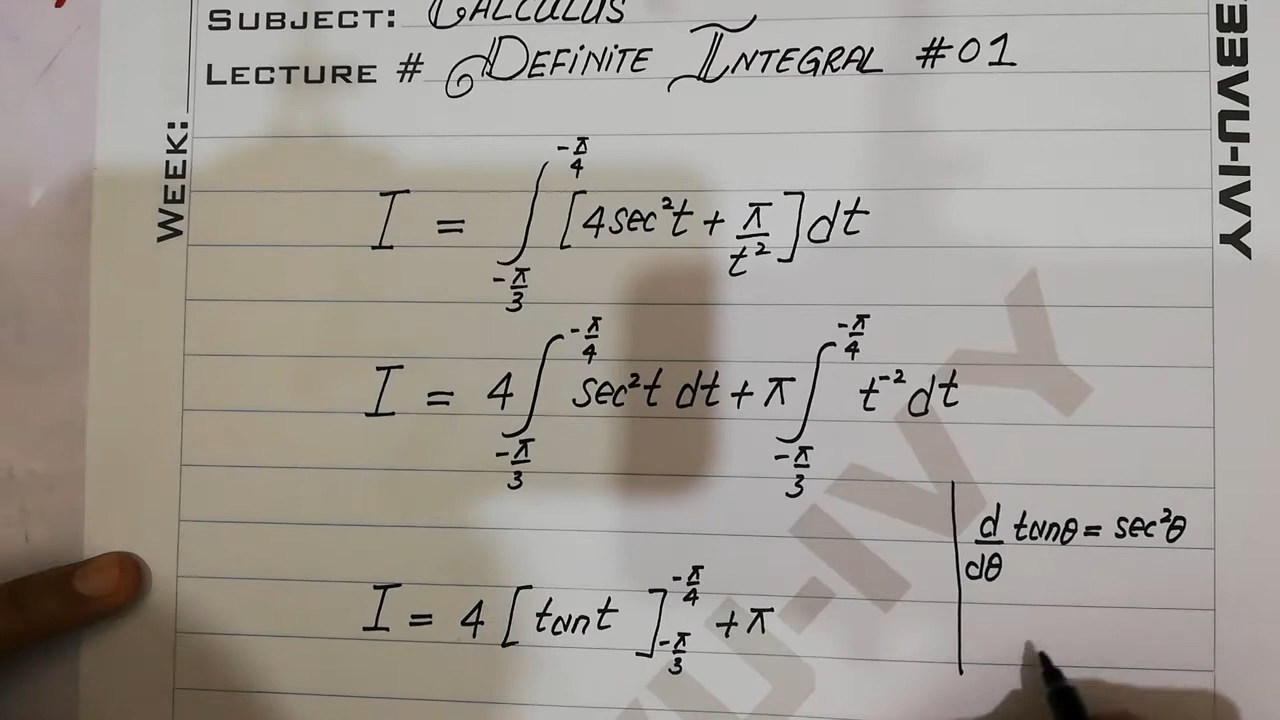 SUBJECT: CALCULUS
LECTURE # DEFINITE INTEGRAL #01
WEEK:
I = ∫_{-π/3}^{-π/4} [4sec²t + π/t²]dt
I = 4∫_{-π/3}^{-π/4} sec²t dt + π∫_{-π/3}^{-π/4} t⁻² dt
d/dθ tanθ = sec²θ
I = 4[tant]_{-π/3}^{-π/4} + π
U-IVY